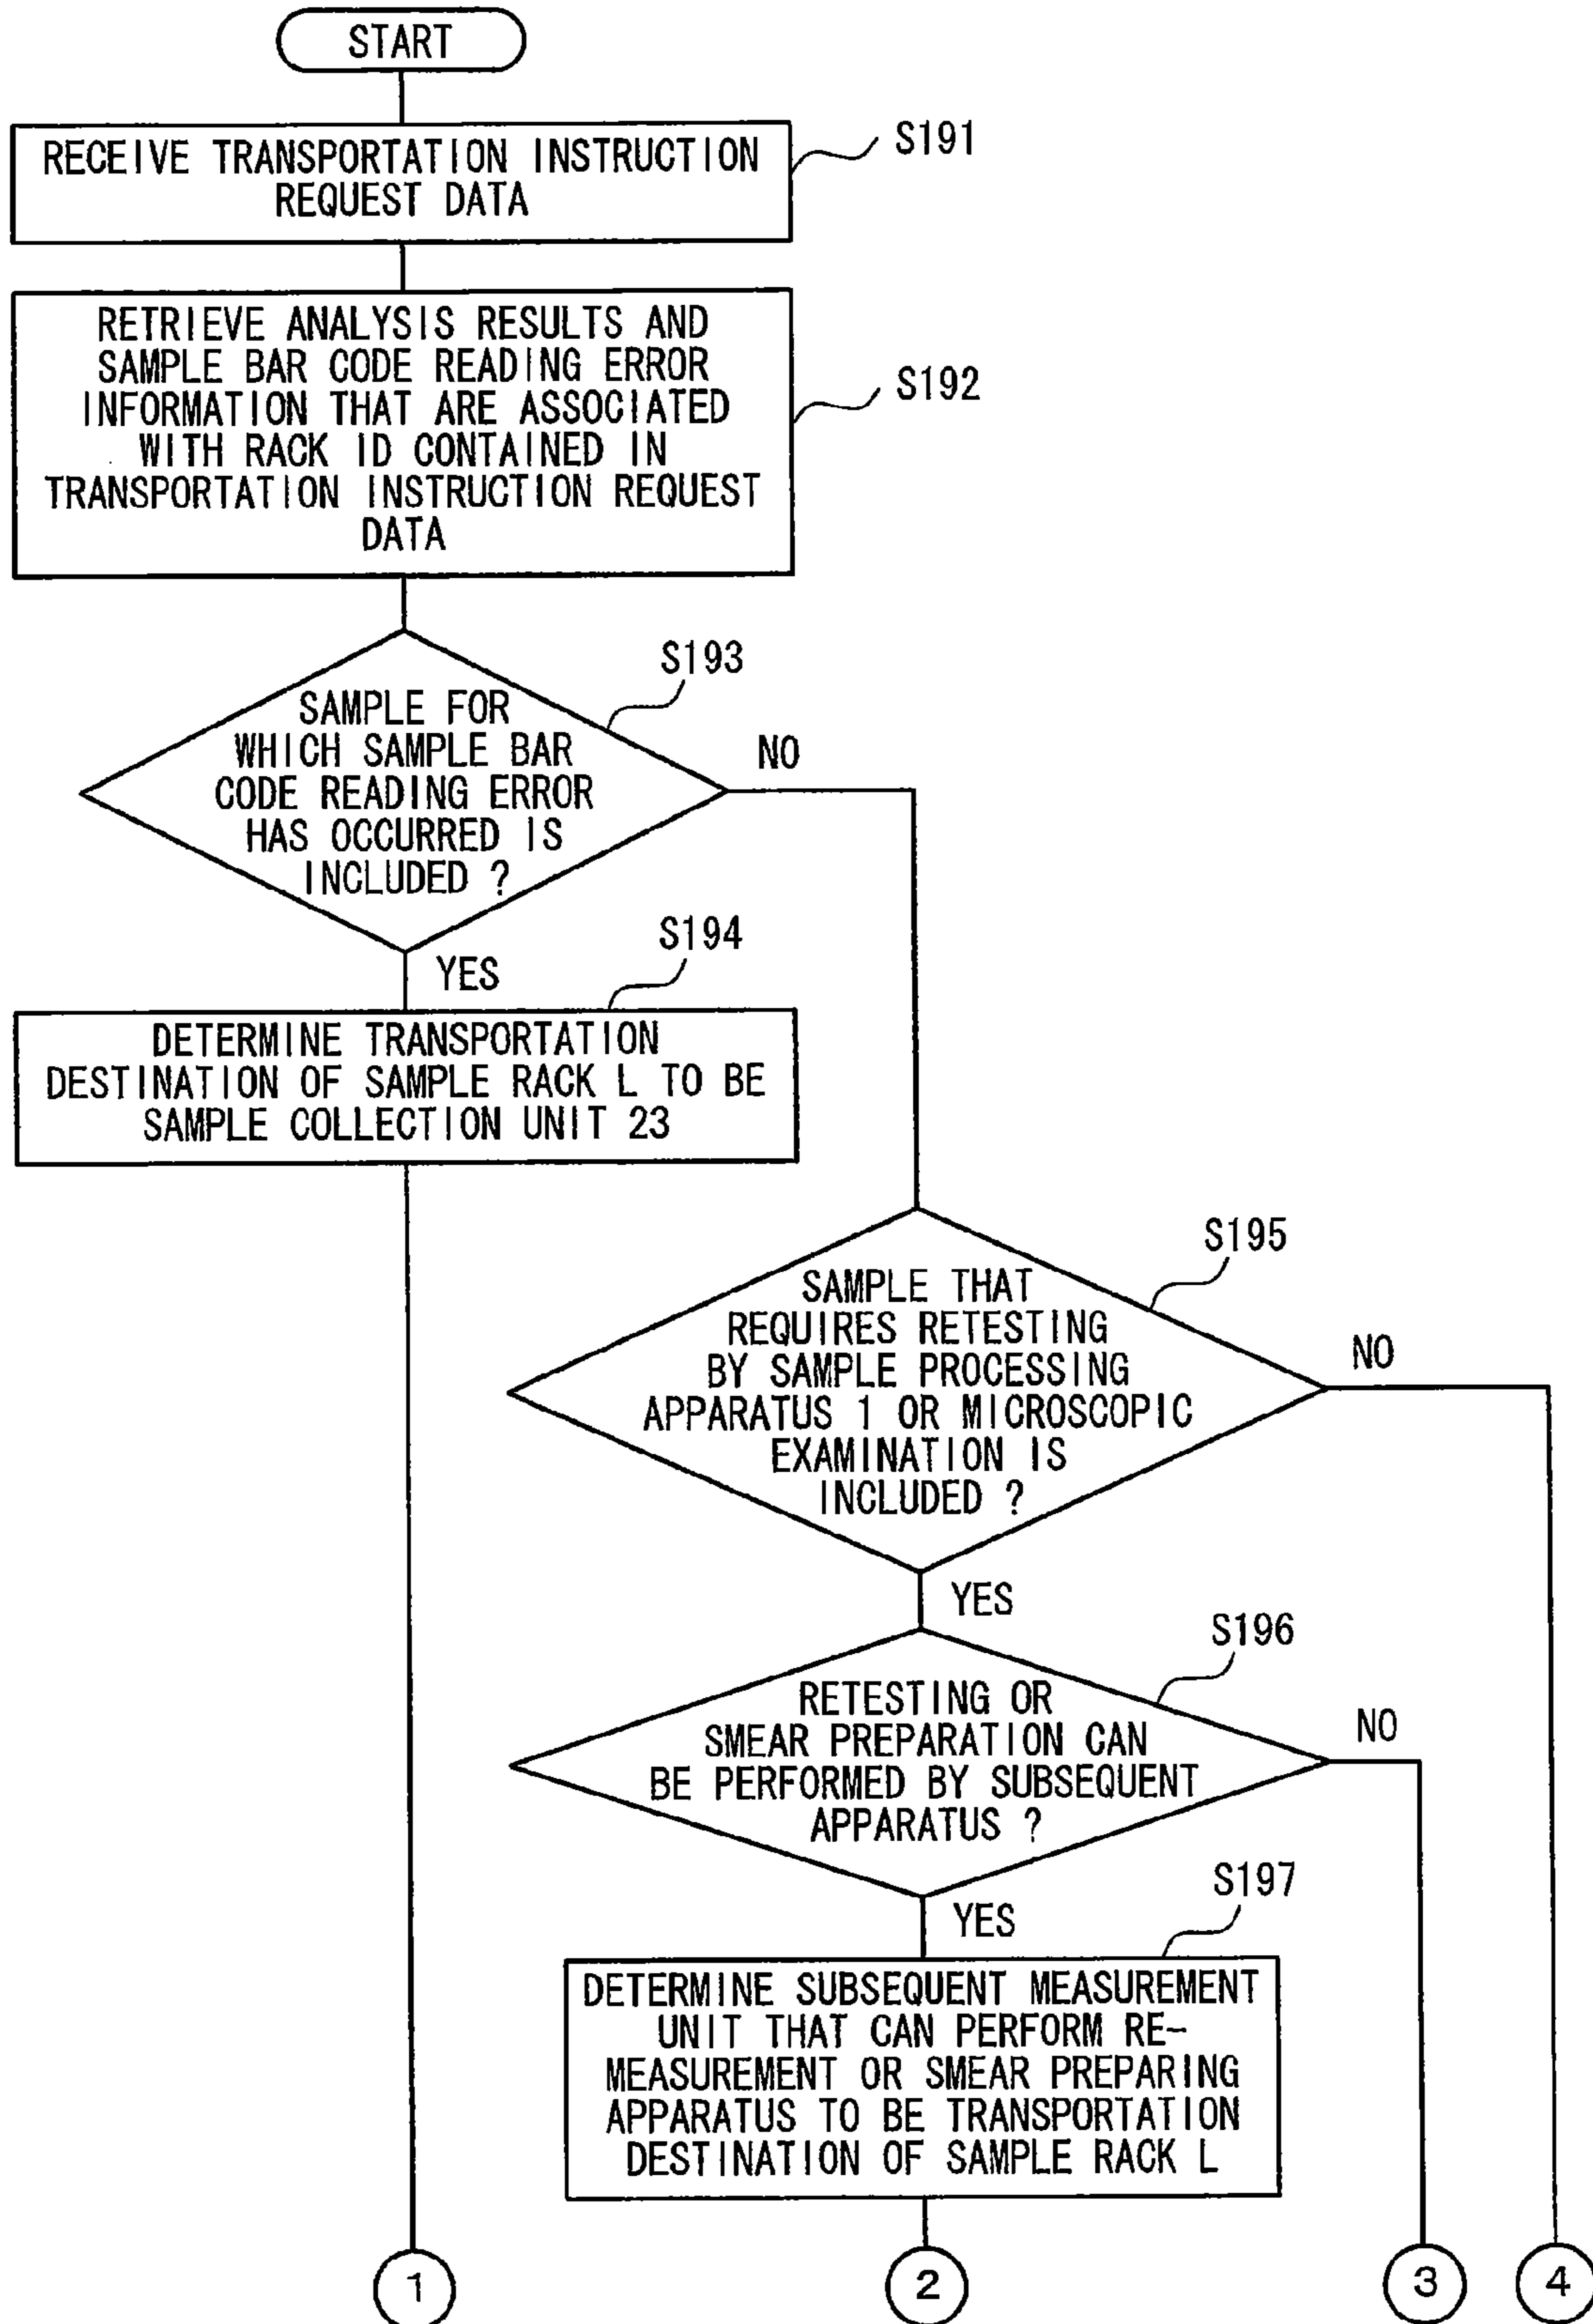 START
RECEIVE TRANSPORTATION INSTRUCTION
REQUEST DATA
S191
RETRIEVE ANALYSIS RESULTS AND
SAMPLE BAR CODE READING ERROR
INFORMATION THAT ARE ASSOCIATED
WITH RACK ID CONTAINED IN
TRANSPORTATION INSTRUCTION REQUEST
DATA
S192
SAMPLE FOR
WHICH SAMPLE BAR
CODE READING ERROR
HAS OCCURRED IS
INCLUDED ?
S193
NO
YES
S194
DETERMINE TRANSPORTATION
DESTINATION OF SAMPLE RACK L TO BE
SAMPLE COLLECTION UNIT 23
S195
SAMPLE THAT
REQUIRES RETESTING
BY SAMPLE PROCESSING
APPARATUS 1 OR MICROSCOPIC
EXAMINATION IS
INCLUDED ?
NO
YES
S196
RETESTING OR
SMEAR PREPARATION CAN
BE PERFORMED BY SUBSEQUENT
APPARATUS ?
NO
YES
S197
DETERMINE SUBSEQUENT MEASUREMENT
UNIT THAT CAN PERFORM RE-
MEASUREMENT OR SMEAR PREPARING
APPARATUS TO BE TRANSPORTATION
DESTINATION OF SAMPLE RACK L
1
2
3
4